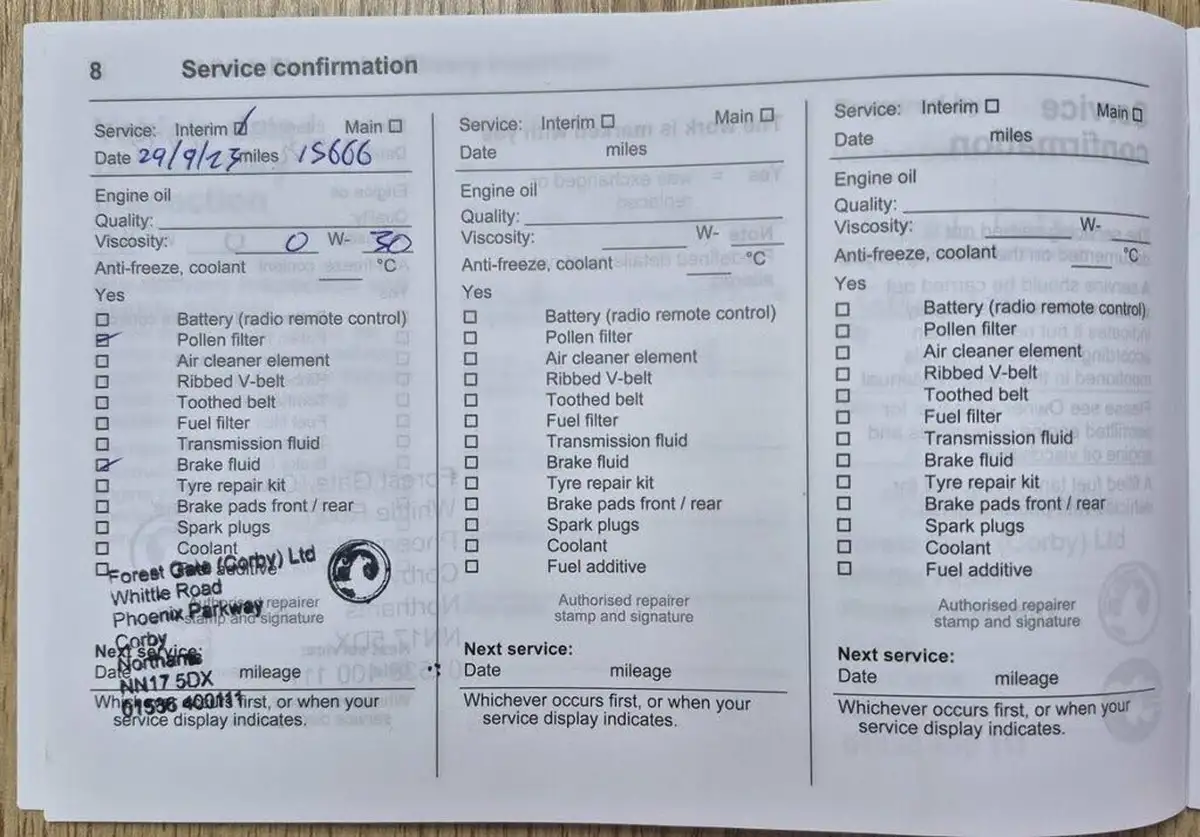 8 Service confirmation
Service: Interim ☑ Main ☐
Date 29/9/23 miles 15666
Engine oil
Quality:
Viscosity: 0 W- 30
Anti-freeze, coolant °C
Yes
☐ Battery (radio remote control)
☑ Pollen filter
☐ Air cleaner element
☐ Ribbed V-belt
☐ Toothed belt
☐ Fuel filter
☐ Transmission fluid
☑ Brake fluid
☐ Tyre repair kit
☐ Brake pads front / rear
☐ Spark plugs
☐ Coolant
☐ Fuel additive
Forest Gate (Corby) Ltd
Whittle Road
Phoenix Parkway
Corby
Northants
NN17 5DX
01536 400111
Authorised repairer
stamp and signature
Next service:
Date mileage
Whichever occurs first, or when your
service display indicates.
Service: Interim ☐ Main ☐
Date miles
Engine oil
Quality:
Viscosity: W-
Anti-freeze, coolant °C
Yes
☐ Battery (radio remote control)
☐ Pollen filter
☐ Air cleaner element
☐ Ribbed V-belt
☐ Toothed belt
☐ Fuel filter
☐ Transmission fluid
☐ Brake fluid
☐ Tyre repair kit
☐ Brake pads front / rear
☐ Spark plugs
☐ Coolant
☐ Fuel additive
Authorised repairer
stamp and signature
Next service:
Date mileage
Whichever occurs first, or when your
service display indicates.
Service: Interim ☐ Main ☐
Date miles
Engine oil
Quality:
Viscosity: W-
Anti-freeze, coolant °C
Yes
☐ Battery (radio remote control)
☐ Pollen filter
☐ Air cleaner element
☐ Ribbed V-belt
☐ Toothed belt
☐ Fuel filter
☐ Transmission fluid
☐ Brake fluid
☐ Tyre repair kit
☐ Brake pads front / rear
☐ Spark plugs
☐ Coolant
☐ Fuel additive
Authorised repairer
stamp and signature
Next service:
Date mileage
Whichever occurs first, or when your
service display indicates.